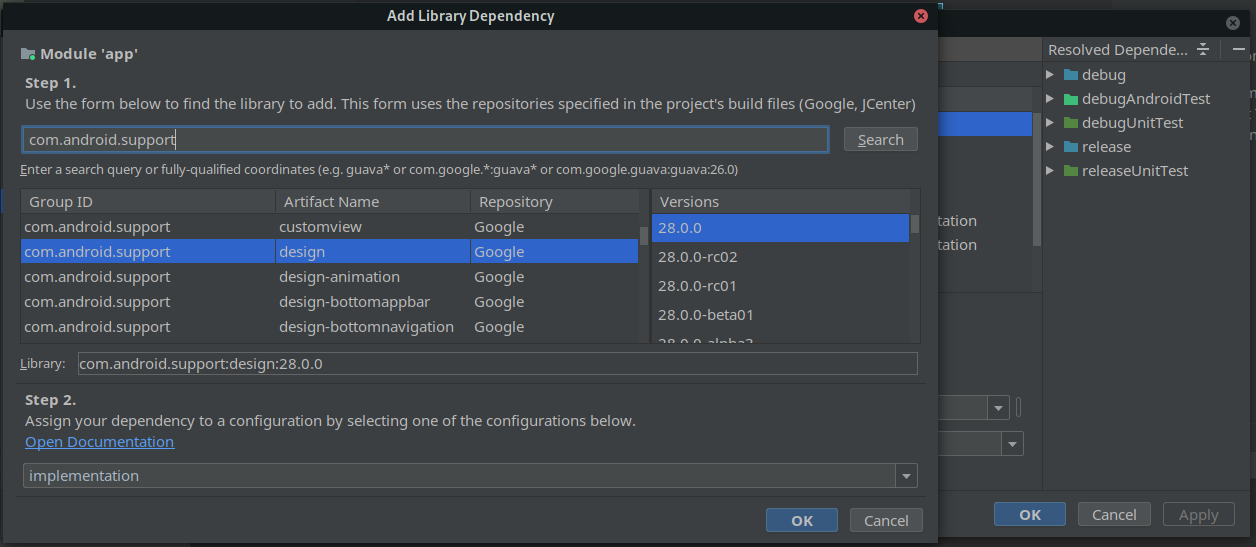 Add Library Dependency
Module 'app'
Step 1.
Use the form below to find the library to add. This form uses the repositories specified in the project's build files (Google, JCenter)
com.android.support
Search
Enter a search query or fully-qualified coordinates (e.g. guava* or com.google.*:guava* or com.google.guava:guava:26.0)
Group ID Artifact Name Repository
com.android.support customview Google
com.android.support design Google
com.android.support design-animation Google
com.android.support design-bottomappbar Google
com.android.support design-bottomnavigation Google
Versions
28.0.0
28.0.0-rc02
28.0.0-rc01
28.0.0-beta01
28.0.0-alpha3
Library: com.android.support:design:28.0.0
Step 2.
Assign your dependency to a configuration by selecting one of the configurations below.
Open Documentation
implementation
OK Cancel
Resolved Depende...
debug
debugAndroidTest
debugUnitTest
release
releaseUnitTest
tation
tation
OK Cancel Apply